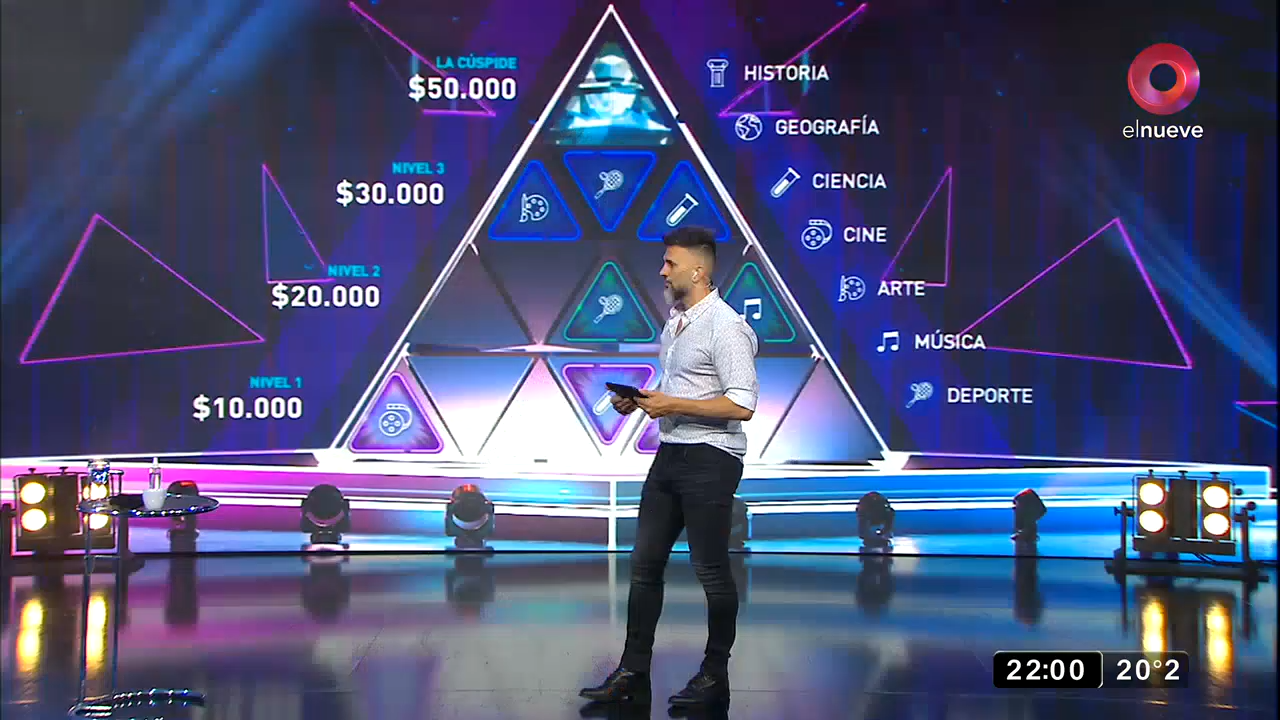 LA CÚSPIDE
$50.000
NIVEL 3
$30.000
NIVEL 2
$20.000
NIVEL 1
$10.000
HISTORIA
GEOGRAFÍA
CIENCIA
CINE
ARTE
MÚSICA
DEPORTE
elnueve
22:00 20°2